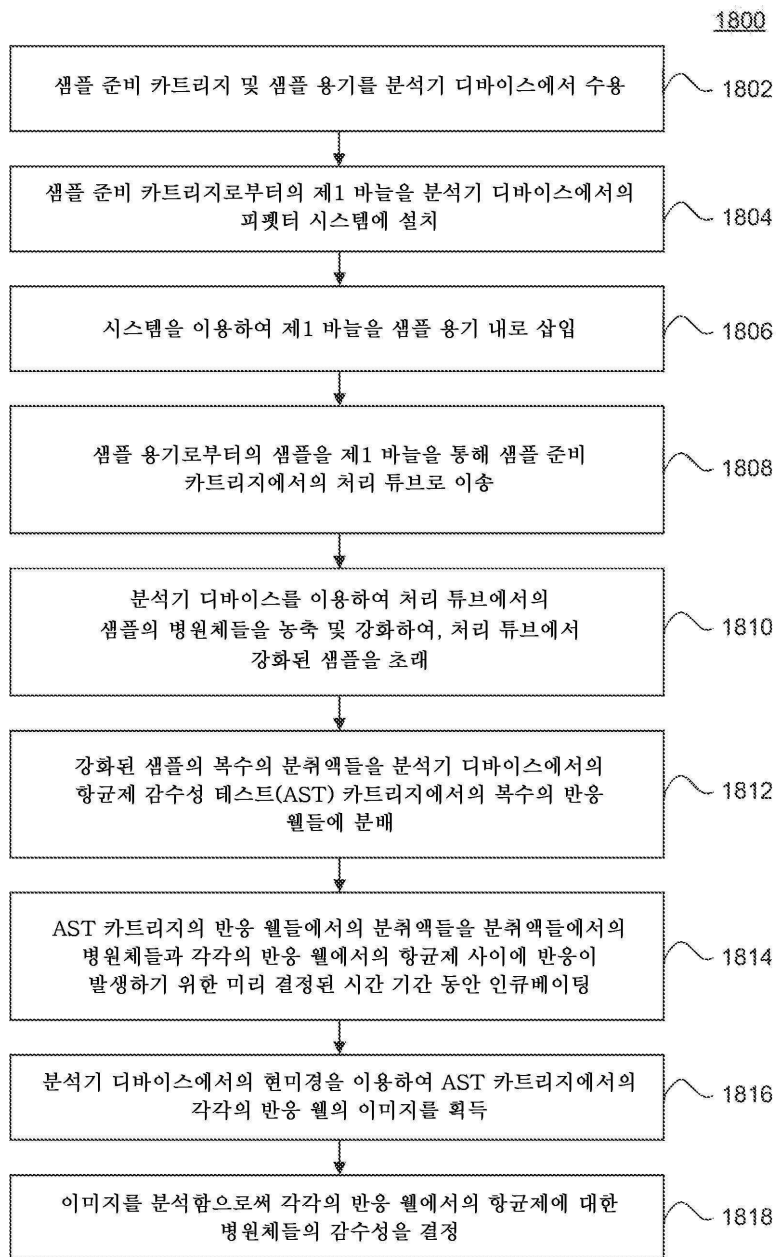 1800
샘플 준비 카트리지 및 샘플 용기를 분석기 디바이스에서 수용
1802
샘플 준비 카트리지로부터의 제1 바늘을 분석기 디바이스에서의
피펫터 시스템에 설치
1804
시스템을 이용하여 제1 바늘을 샘플 용기 내로 삽입
1806
샘플 용기로부터의 샘플을 제1 바늘을 통해 샘플 준비
카트리지에서의 처리 튜브로 이송
1808
분석기 디바이스를 이용하여 처리 튜브에서의
샘플의 병원체들을 농축 및 강화하여, 처리 튜브에서
강화된 샘플을 초래
1810
강화된 샘플의 복수의 분취액들을 분석기 디바이스에서의
항균제 감수성 테스트(AST) 카트리지에서의 복수의 반응
웰들에 분배
1812
AST 카트리지의 반응 웰들에서의 분취액들을 분취액들에서의
병원체들과 각각의 반응 웰에서의 항균제 사이에 반응이
발생하기 위한 미리 결정된 시간 기간 동안 인큐베이팅
1814
분석기 디바이스에서의 현미경을 이용하여 AST 카트리지에서의
각각의 반응 웰의 이미지를 획득
1816
이미지를 분석함으로써 각각의 반응 웰에서의 항균제에 대한
병원체들의 감수성을 결정
1818